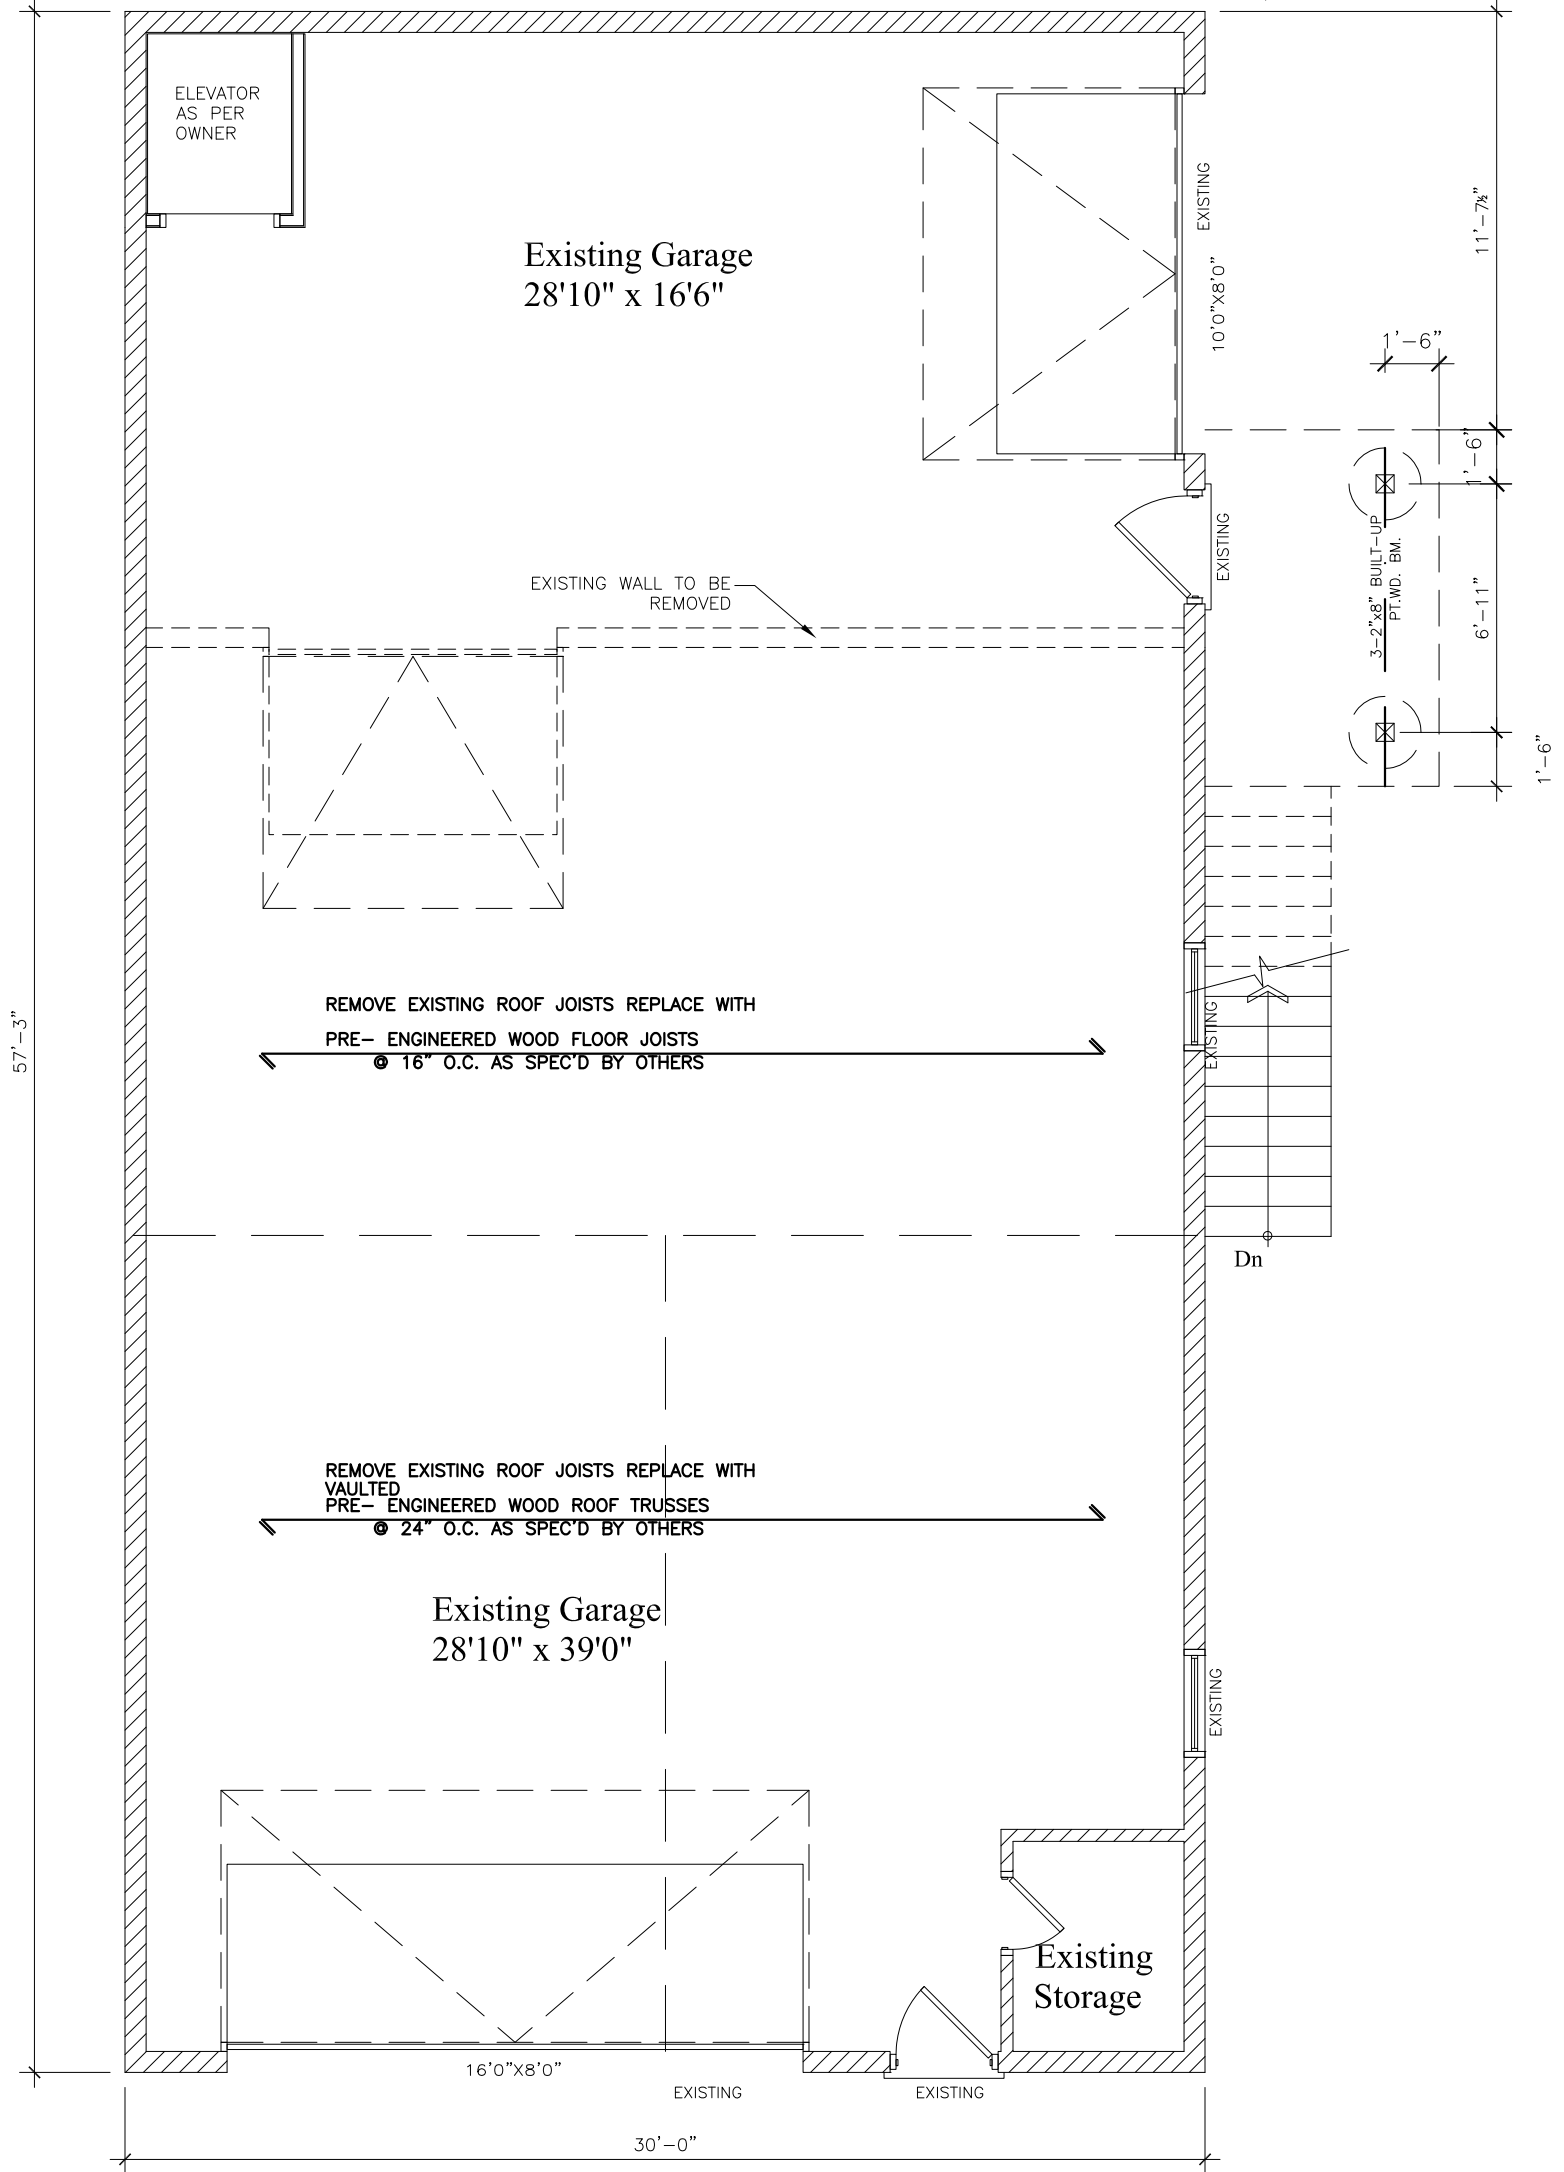 ELEVATOR
AS PER
OWNER
Existing Garage
28'10" x 16'6"
EXISTING
10'0"X8'0"
11'-7½"
1'-6"
1'-6"
EXISTING
3-2"x8" BUILT-UP
PT.WD. BM.
6'-11"
1'-6"
EXISTING WALL TO BE
REMOVED
57'-3"
REMOVE EXISTING ROOF JOISTS REPLACE WITH
PRE- ENGINEERED WOOD FLOOR JOISTS
@ 16" O.C. AS SPEC'D BY OTHERS
EXISTING
Dn
REMOVE EXISTING ROOF JOISTS REPLACE WITH
VAULTED
PRE- ENGINEERED WOOD ROOF TRUSSES
@ 24" O.C. AS SPEC'D BY OTHERS
Existing Garage
28'10" x 39'0"
EXISTING
Existing
Storage
16'0"X8'0"
EXISTING
EXISTING
30'-0"